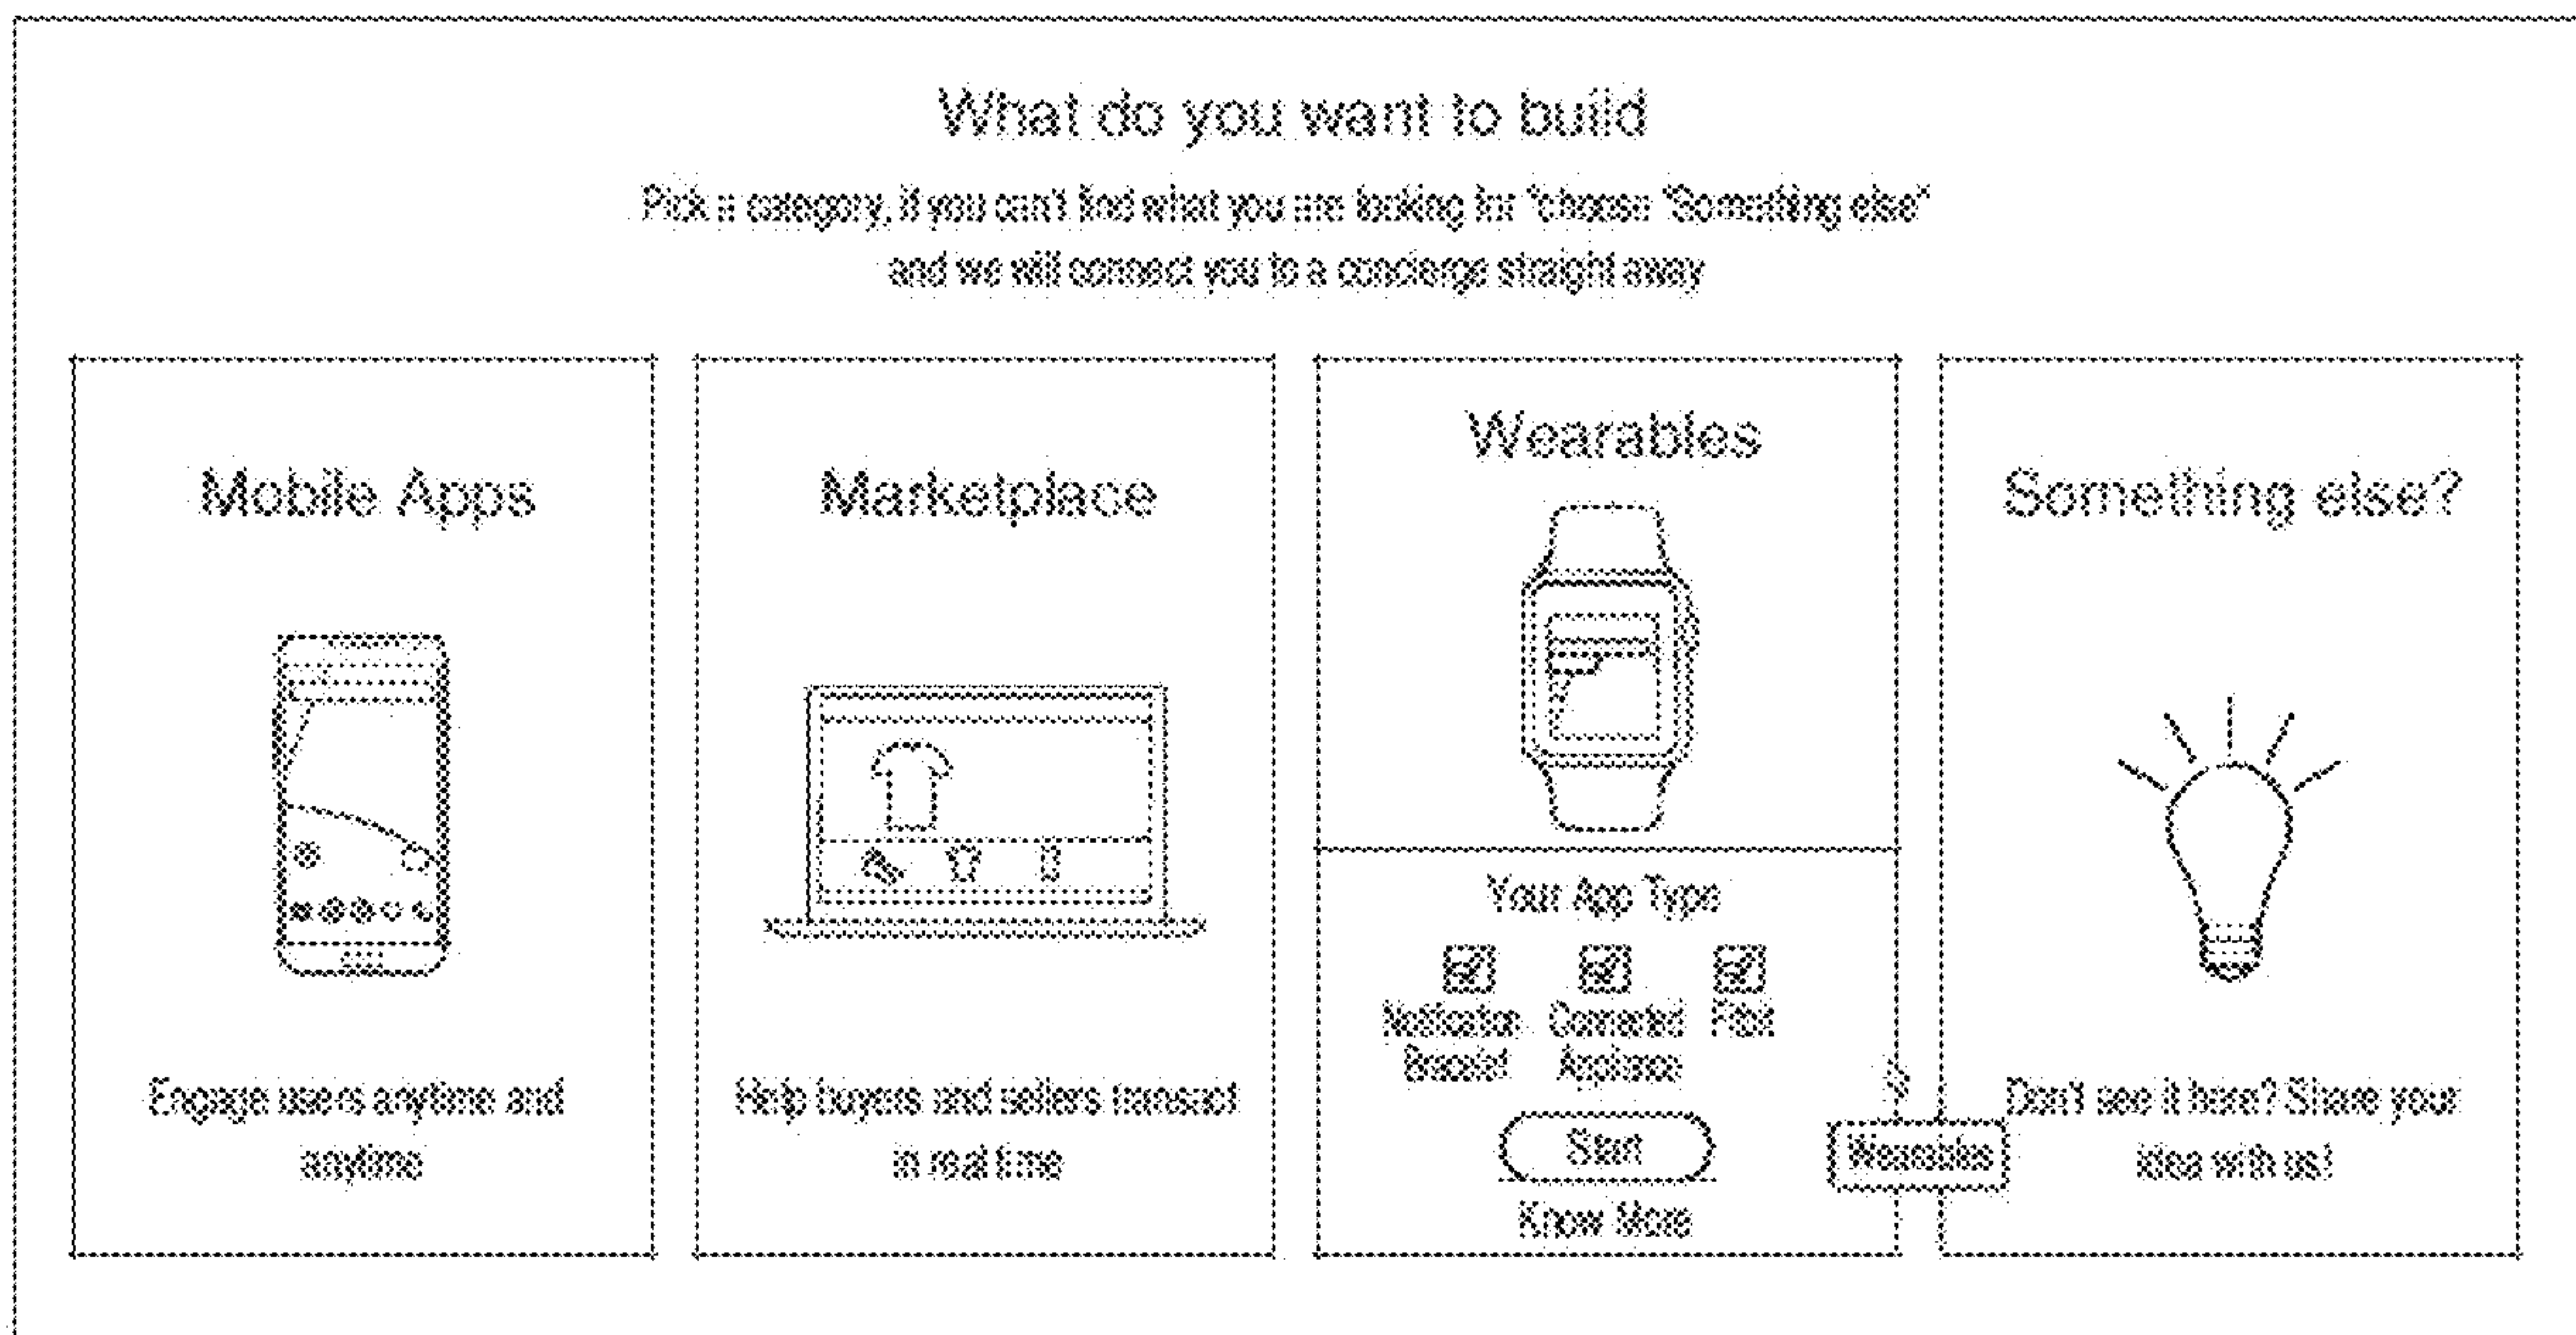 What do you want to build
Pick a category, if you can't find what you are looking for "choose 'Something else"
and we will connect you to a concierge straight away
Mobile Apps
Engage users anytime and
anytime
Marketplace
Help buyers and sellers transact
in real time
Wearables
Your App Type
Notification
Bracelet
Connected
Appliance
Fitbit
Start
Know More
Wearables
Something else?
Don't see it here? Share your
idea with us!